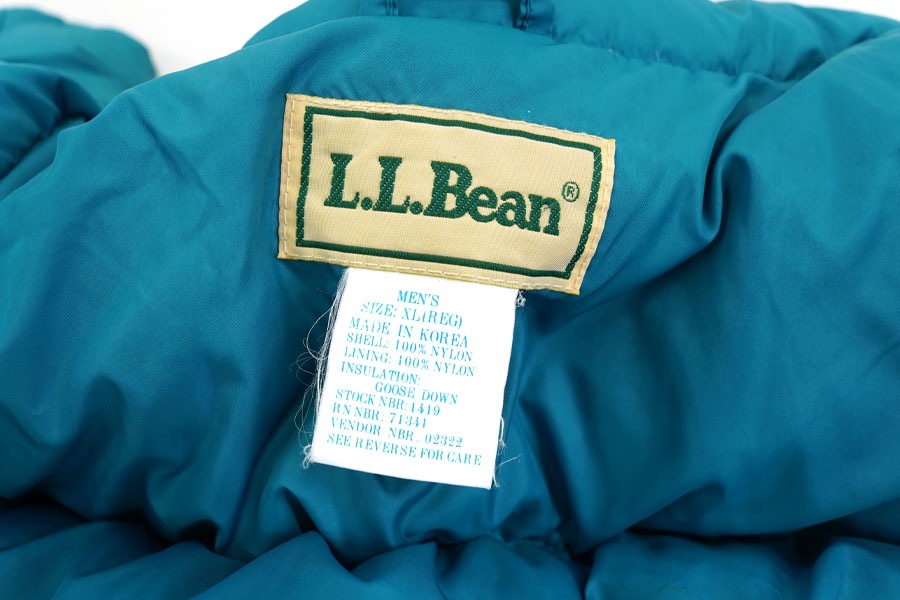 L.L.Bean®
MEN'S
SIZE: XL(REG)
MADE IN KOREA
SHELL: 100% NYLON
LINING: 100% NYLON
INSULATION:
GOOSE DOWN
STOCK NBR: 1419
RN NBR: 71341
VENDOR NBR. 02322
SEE REVERSE FOR CARE